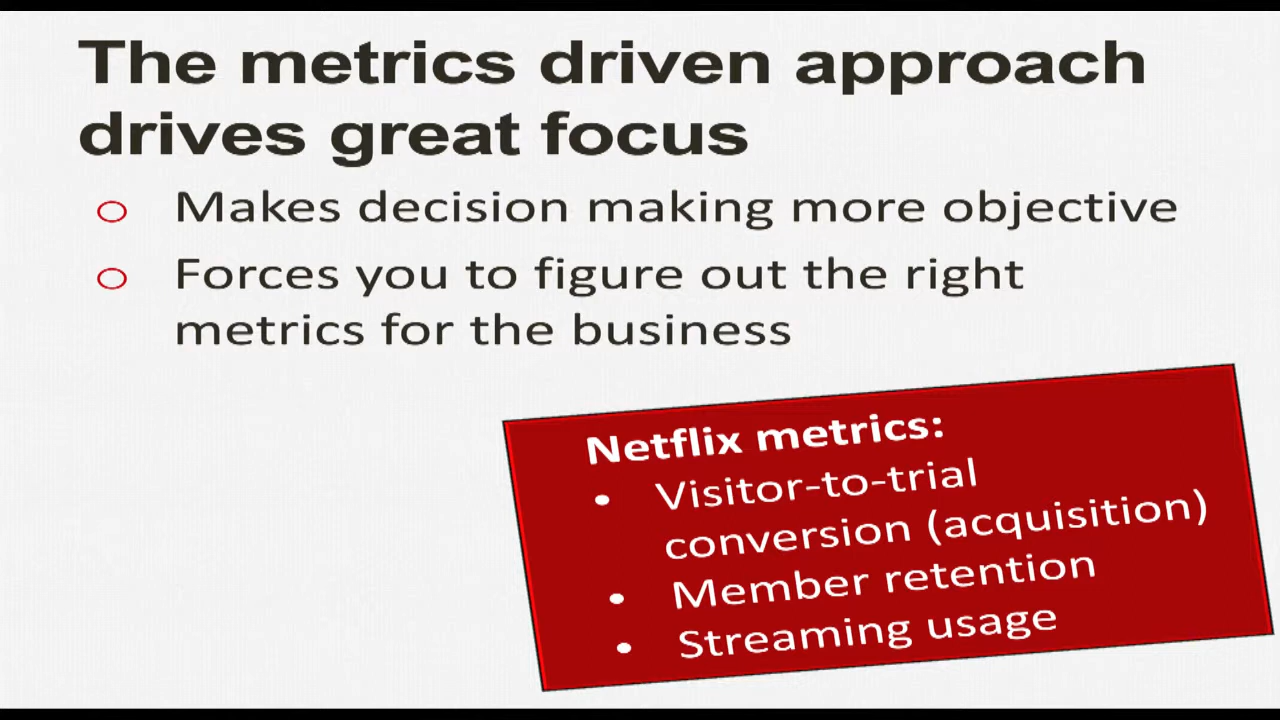 The metrics driven approach
drives great focus
Makes decision making more objective
Forces you to figure out the right
metrics for the business
Netflix metrics:
Visitor-to-trial
conversion (acquisition)
Member retention
Streaming usage